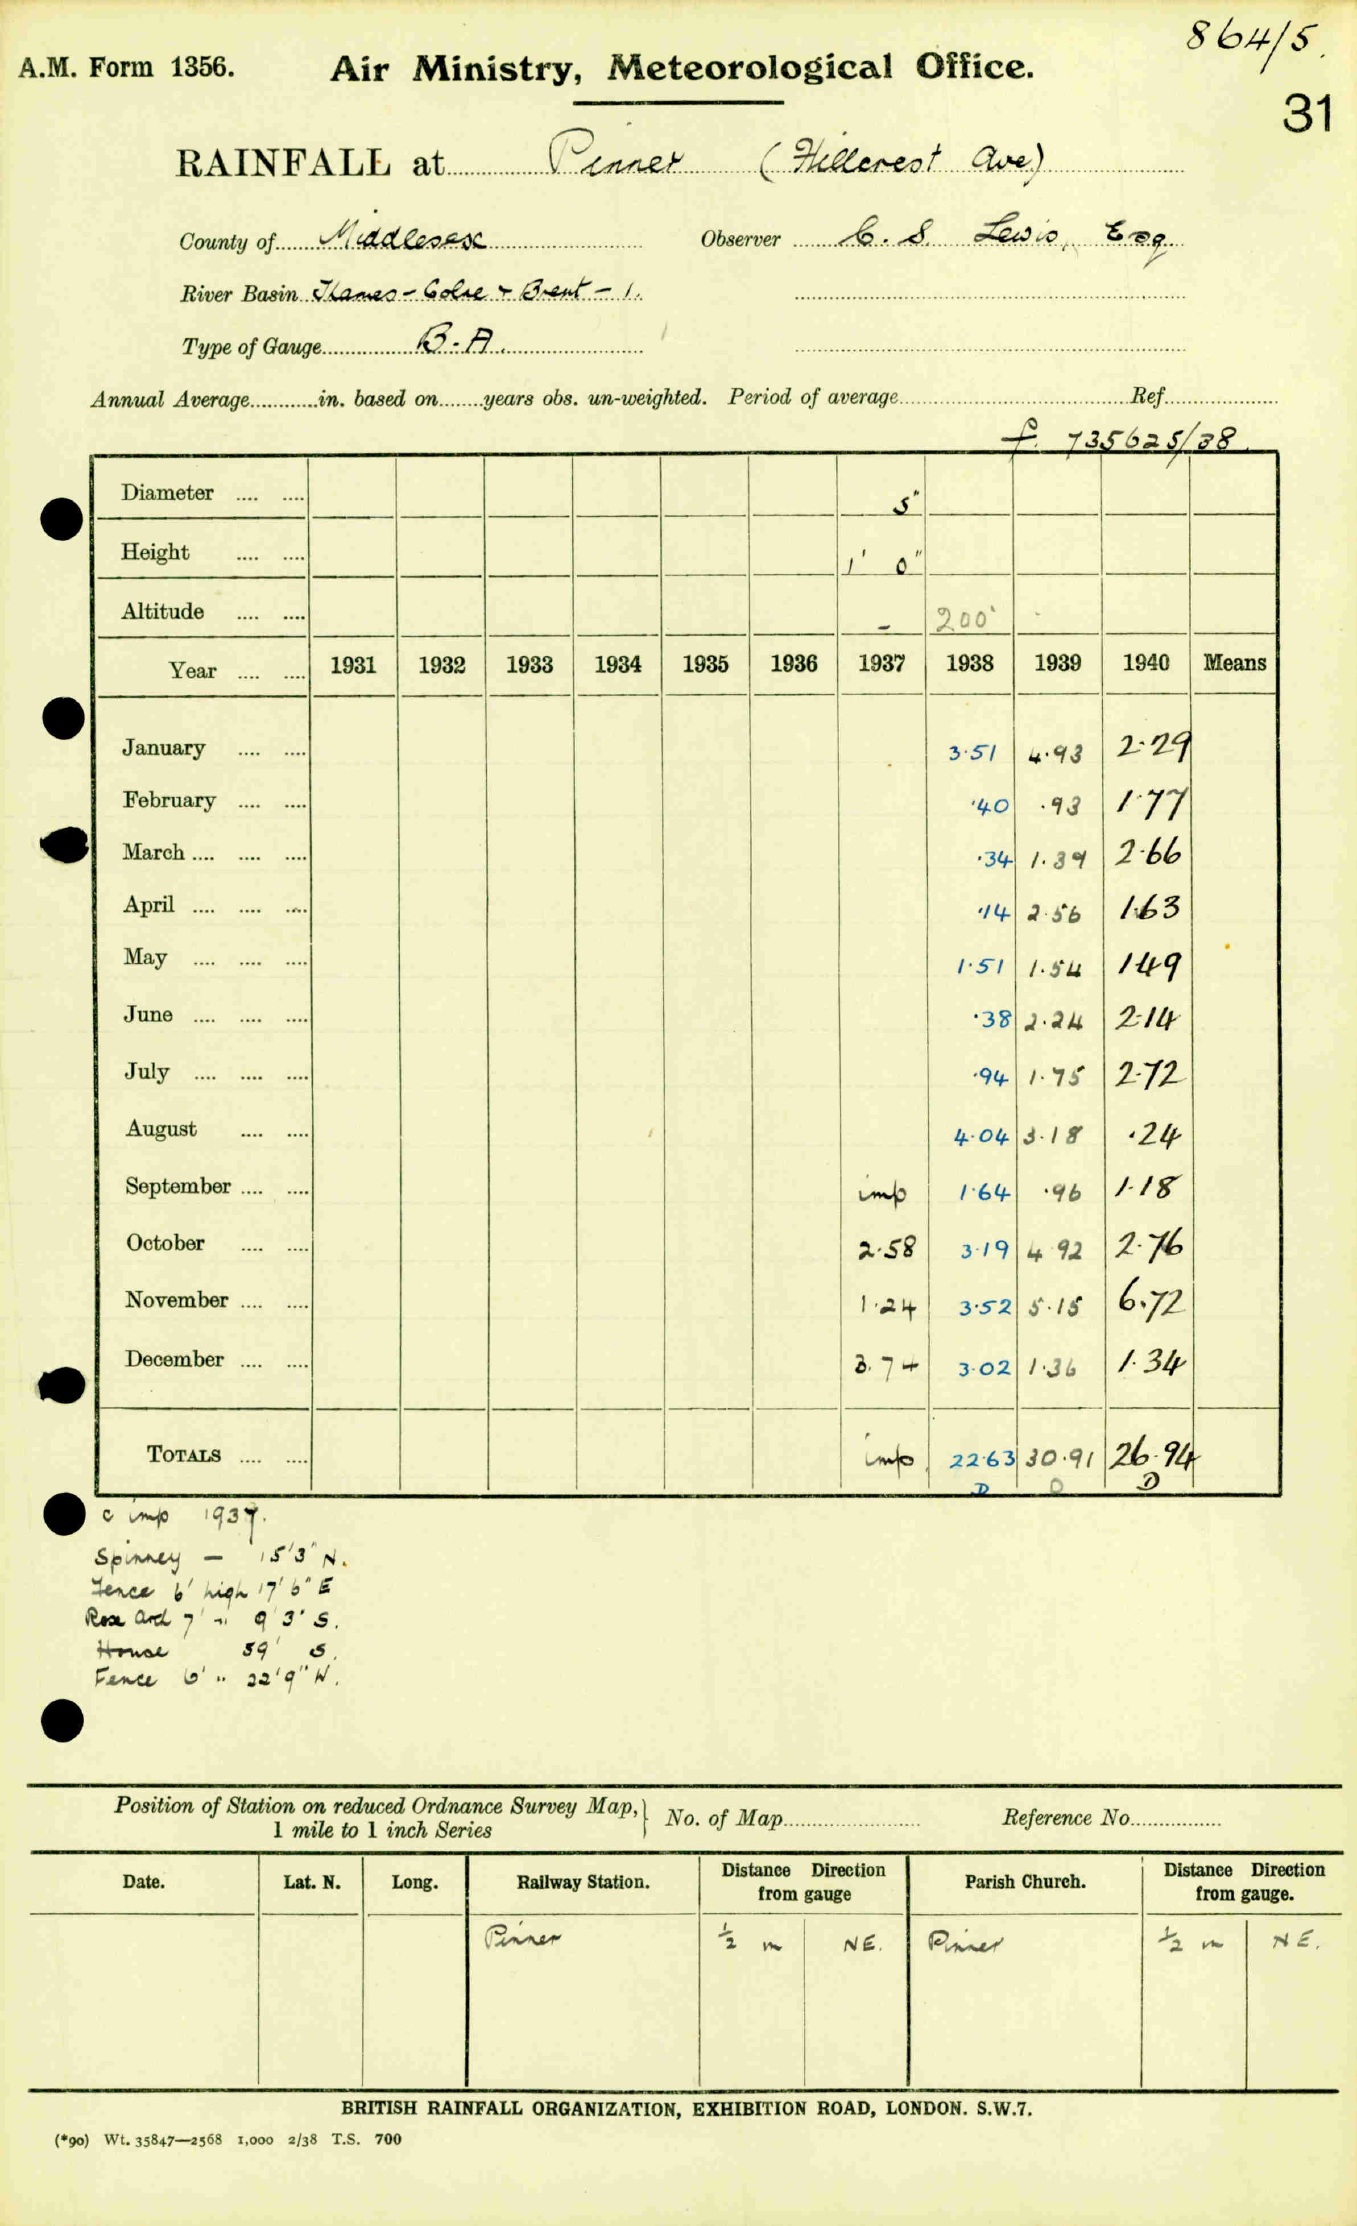 864/5.
A.M. Form 1356. Air Ministry, Meteorological Office.
31
RAINFALL at Pinner (Hillcrest Ave)
County of Middlesex Observer C. S. Lewis, Esq
River Basin Thames - Colne + Brent - 1.
Type of Gauge B.A.
Annual Average in. based on years obs. un-weighted. Period of average Ref.
f. 735625/38.
Diameter .... .... 5"
Height .... .... 1' 0"
Altitude .... .... - 200'
Year .... .... 1931 1932 1933 1934 1935 1936 1937 1938 1939 1940 Means
January .... .... 3.51 4.93 2.29
February .... .... .40 .93 1.77
March .... .... .... .34 1.39 2.66
April .... .... .... .14 2.56 1.63
May .... .... .... 1.51 1.54 1.49
June .... .... .... .38 2.24 2.14
July .... .... .... .94 1.75 2.72
August .... .... 4.04 3.18 .24
September .... .... imp 1.64 .96 1.18
October .... .... 2.58 3.19 4.92 2.76
November .... .... 1.24 3.52 5.15 6.72
December .... .... 3.74 3.02 1.36 1.34
TOTALS .... .... imp. 22.63 30.91 26.94
D D D
c imp 1937.
Spinney — 15'3" N.
Fence 6' high 17'6" E
Rose Arch 7' " 9'3" S.
House 59' S.
Fence 6' " 22'9" W.
Position of Station on reduced Ordnance Survey Map, 1 mile to 1 inch Series } No. of Map Reference No.
Date. Lat. N. Long. Railway Station. Distance Direction from gauge Parish Church. Distance Direction from gauge.
Pinner ½ m NE. Pinner ½ m NE.
BRITISH RAINFALL ORGANIZATION, EXHIBITION ROAD, LONDON. S.W.7.
(*90) Wt. 35847—2568 1,000 2/38 T.S. 700